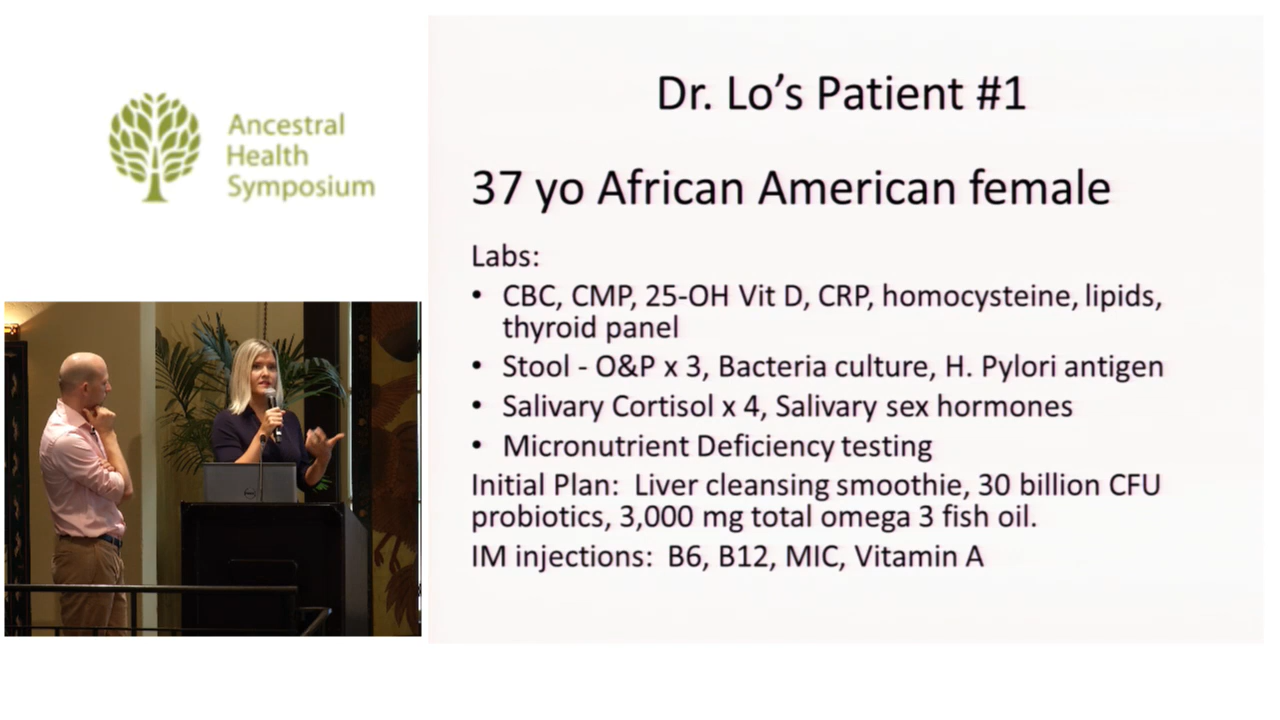 Ancestral
Health
Symposium
Dr. Lo's Patient #1
37 yo African American female
Labs:
• CBC, CMP, 25-OH Vit D, CRP, homocysteine, lipids,
thyroid panel
• Stool - O&P x 3, Bacteria culture, H. Pylori antigen
• Salivary Cortisol x 4, Salivary sex hormones
• Micronutrient Deficiency testing
Initial Plan:  Liver cleansing smoothie, 30 billion CFU
probiotics, 3,000 mg total omega 3 fish oil.
IM injections:  B6, B12, MIC, Vitamin A